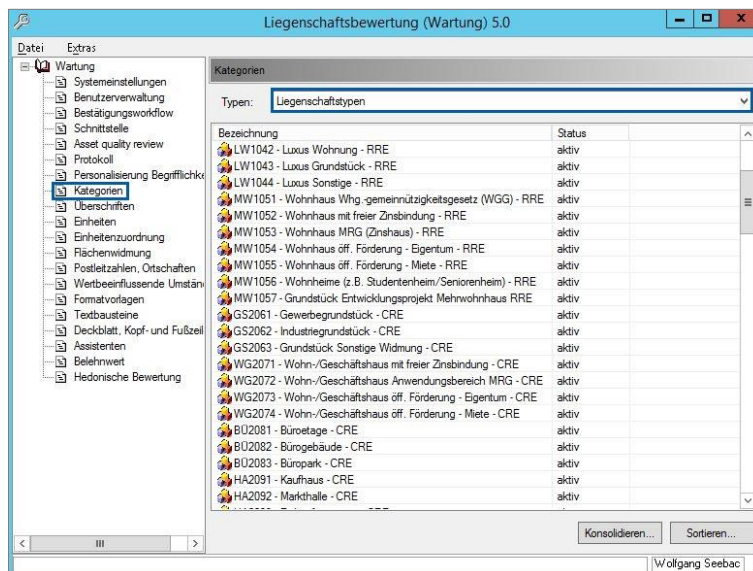 Liegenschaftsbewertung (Wartung) 5.0
Datei Extras
Wartung
Systemeinstellungen
Benutzerverwaltung
Bestätigungsworkflow
Schnittstelle
Asset quality review
Protokoll
Personalisierung Begrifflichke
Kategorien
Überschriften
Einheiten
Einheitenzuordnung
Flächenwidmung
Postleitzahlen, Ortschaften
Wertbeeinflussende Umstän
Formatvorlagen
Textbausteine
Deckblatt, Kopf- und Fußzeil
Assistenten
Belehnwert
Hedonische Bewertung
Kategorien
Typen: Liegenschaftstypen
Bezeichnung Status
LW1042 - Luxus Wohnung - RRE aktiv
LW1043 - Luxus Grundstück - RRE aktiv
LW1044 - Luxus Sonstige - RRE aktiv
MW1051 - Wohnhaus Whg.-gemeinnützigkeitsgesetz (WGG) - RRE aktiv
MW1052 - Wohnhaus mit freier Zinsbindung - RRE aktiv
MW1053 - Wohnhaus MRG (Zinshaus) - RRE aktiv
MW1054 - Wohnhaus öff. Förderung - Eigentum - RRE aktiv
MW1055 - Wohnhaus öff. Förderung - Miete - RRE aktiv
MW1056 - Wohnheime (z.B. Studentenheim/Seniorenheim) - RRE aktiv
MW1057 - Grundstück Entwicklungsprojekt Mehrwohnhaus RRE aktiv
GS2061 - Gewerbegrundstück - CRE aktiv
GS2062 - Industriegrundstück - CRE aktiv
GS2063 - Grundstück Sonstige Widmung - CRE aktiv
WG2071 - Wohn-/Geschäftshaus mit freier Zinsbindung - CRE aktiv
WG2072 - Wohn-/Geschäftshaus Anwendungsbereich MRG - CRE aktiv
WG2073 - Wohn-/Geschäftshaus öff. Förderung - Eigentum - CRE aktiv
WG2074 - Wohn-/Geschäftshaus öff. Förderung - Miete - CRE aktiv
BÜ2081 - Büroetage - CRE aktiv
BÜ2082 - Bürogebäude - CRE aktiv
BÜ2083 - Büropark - CRE aktiv
HA2091 - Kaufhaus - CRE aktiv
HA2092 - Markthalle - CRE aktiv
Konsolidieren... Sortieren...
Wolfgang Seebac